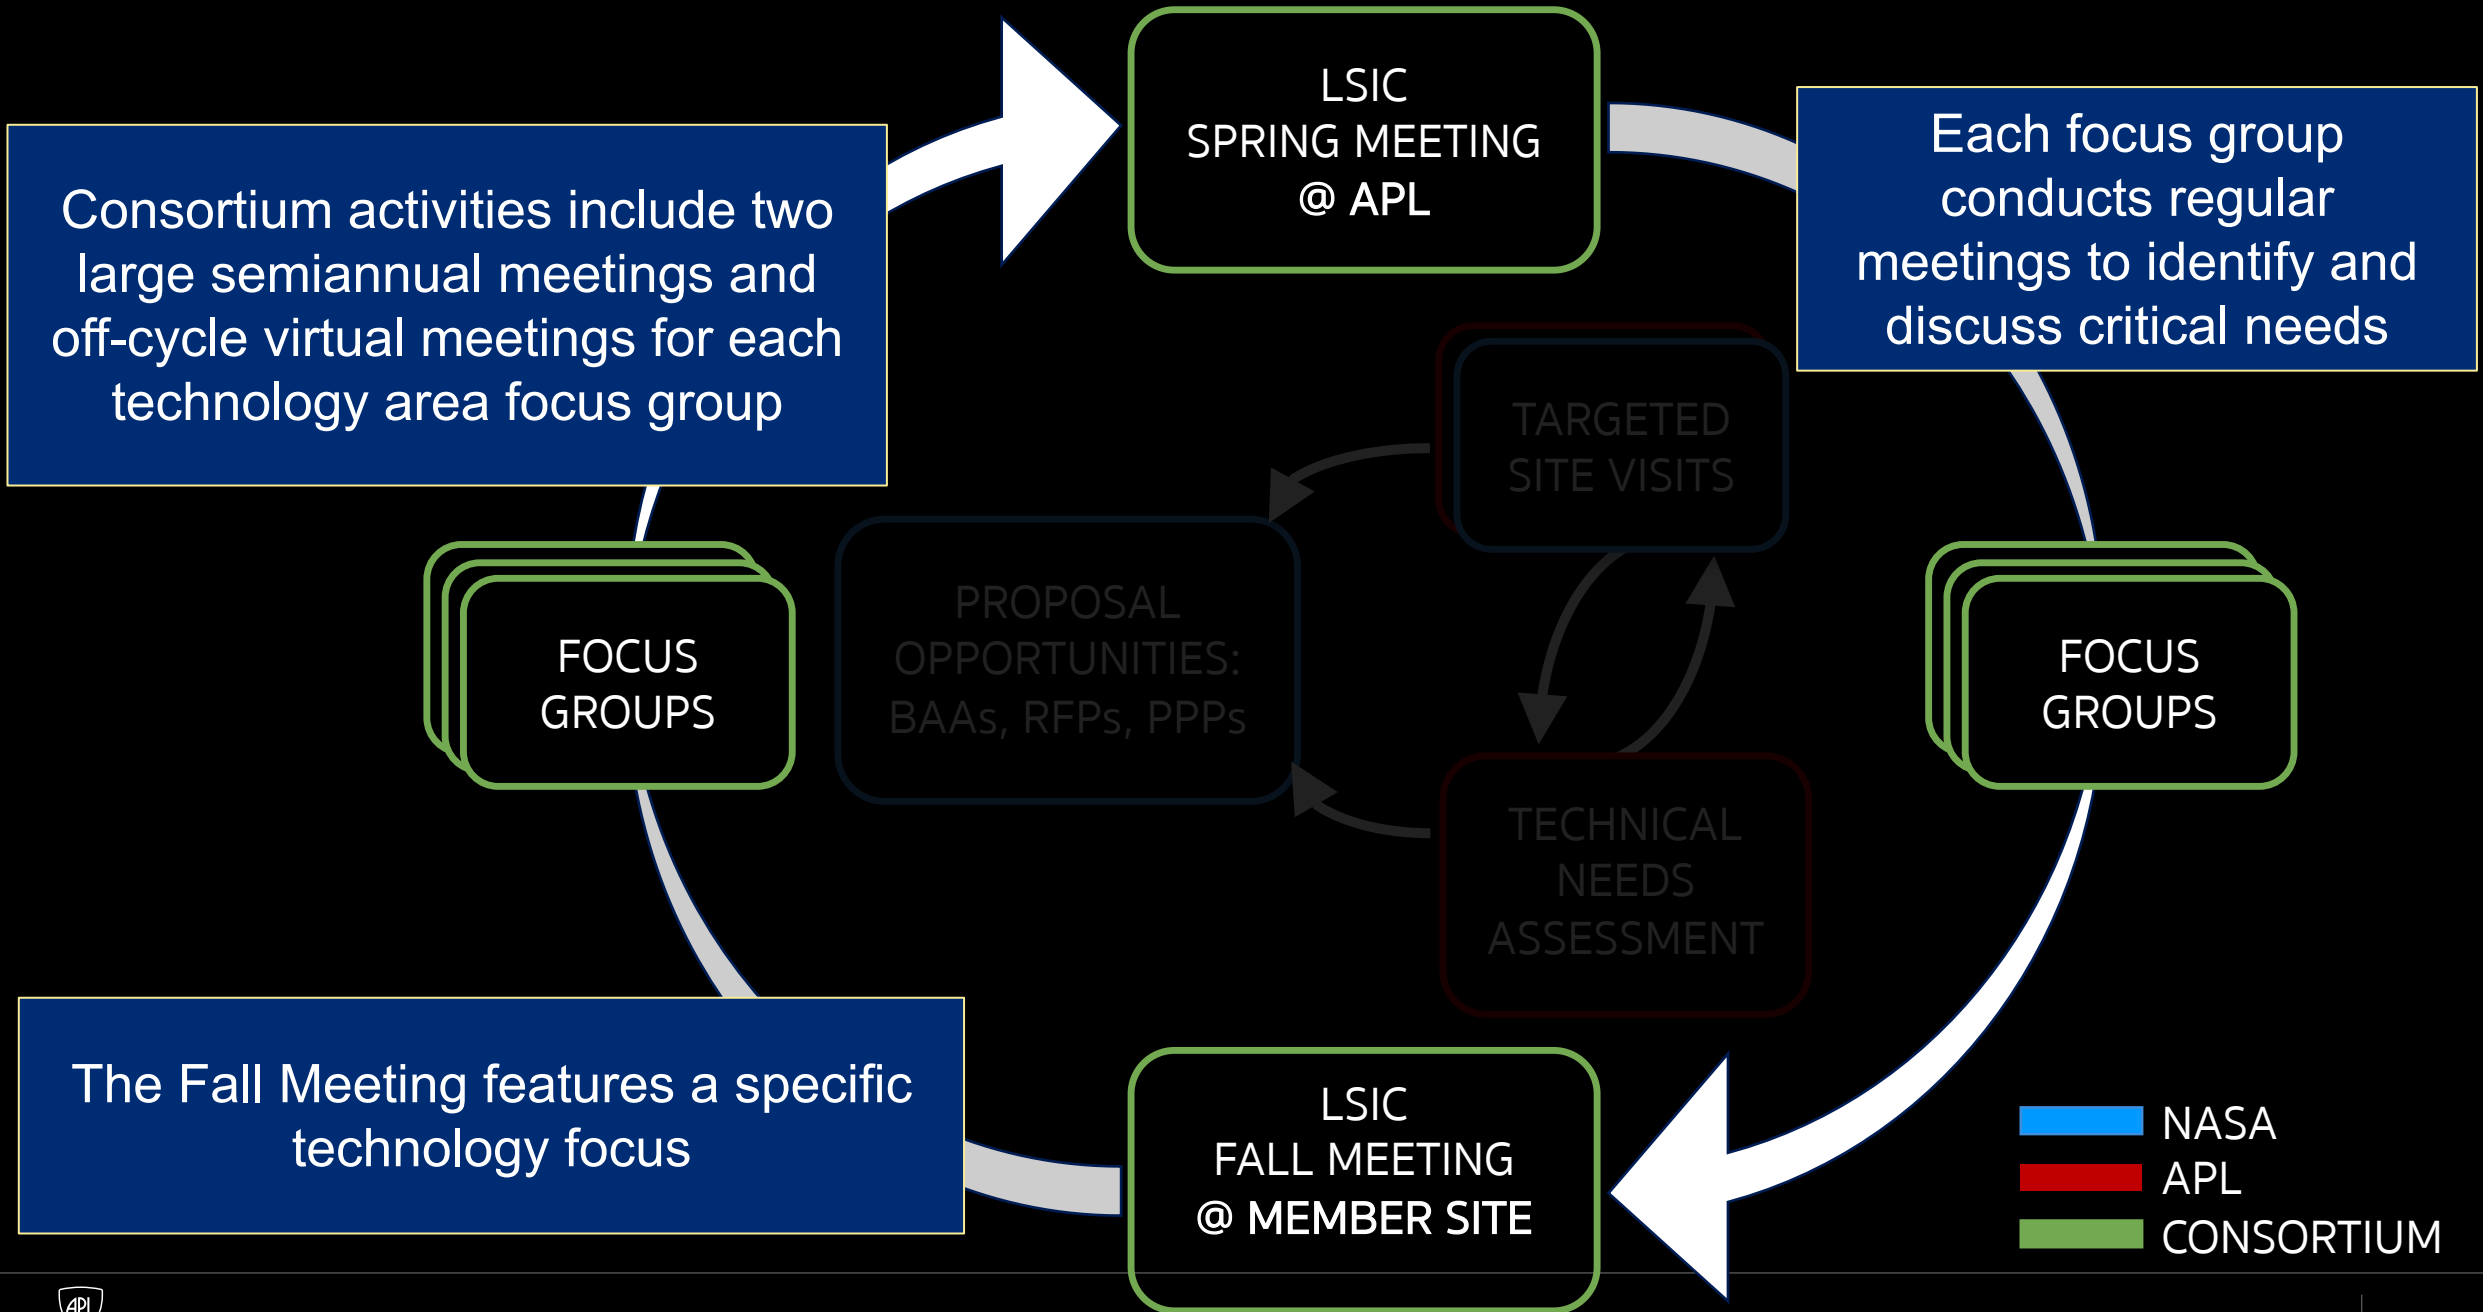 LSIC
SPRING MEETING
@ APL
Consortium activities include two
large semiannual meetings and
off-cycle virtual meetings for each
technology area focus group
Each focus group
conducts regular
meetings to identify and
discuss critical needs
TARGETED
SITE VISITS
PROPOSAL
OPPORTUNITIES:
BAAs, RFPs, PPPs
FOCUS
GROUPS
FOCUS
GROUPS
TECHNICAL
NEEDS
ASSESSMENT
The Fall Meeting features a specific
technology focus
LSIC
FALL MEETING
@ MEMBER SITE
NASA
APL
CONSORTIUM
APL